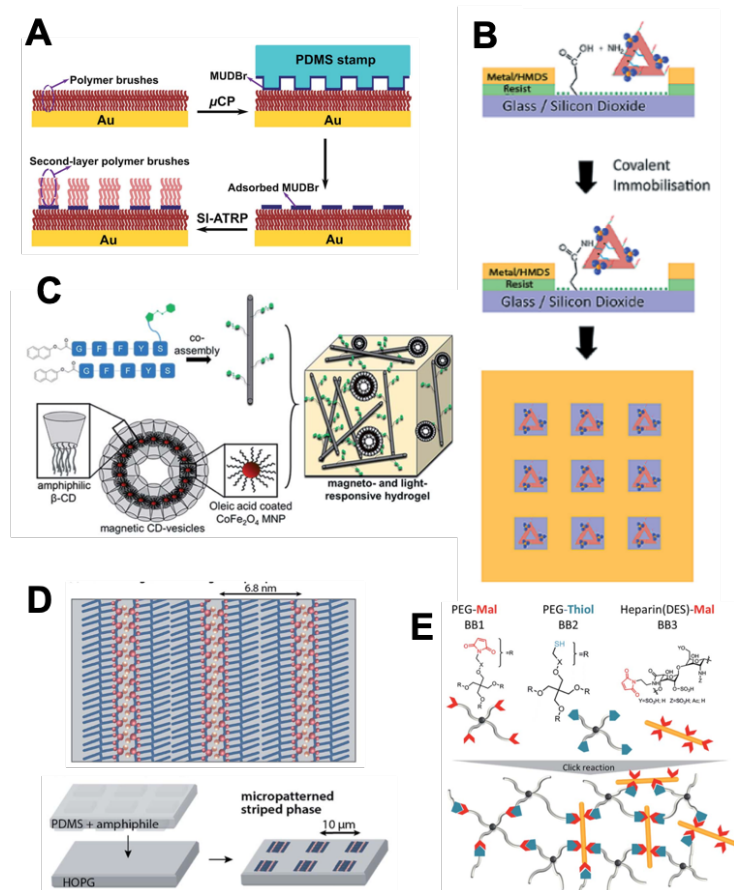 A
Polymer brushes
Au
μCP
PDMS stamp
MUDBr
Au
Second-layer polymer brushes
Au
SI-ATRP
Adsorbed MUDBr
Au
B
OH + NH2
O
Metal/HMDS
Resist
Glass / Silicon Dioxide
Covalent
Immobilisation
O
NH
Metal/HMDS
Resist
Glass / Silicon Dioxide
C
G F F Y S
G F F Y S
co-
assembly
amphiphilic
β-CD
magnetic CD-vesicles
Oleic acid coated
CoFe2O4 MNP
magneto- and light-
responsive hydrogel
D
6.8 nm
PDMS + amphiphile
HOPG
micropatterned
striped phase
10 μm
E
PEG-Mal
BB1
PEG-Thiol
BB2
Heparin(DES)-Mal
BB3
=R
SH
=R
Y=SO3H; H Z=SO3H; Ac; H
Click reaction